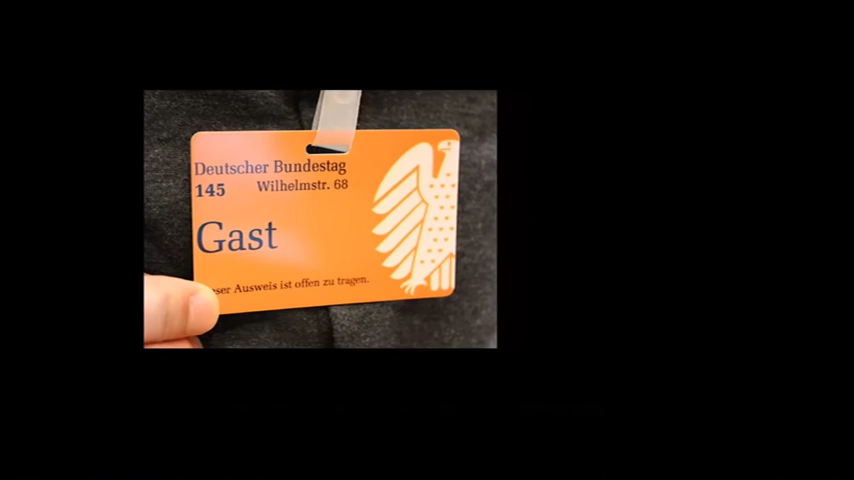 Deutscher Bundestag
145 Wilhelmstr. 68
Gast
Ausweis ist offen zu tragen.